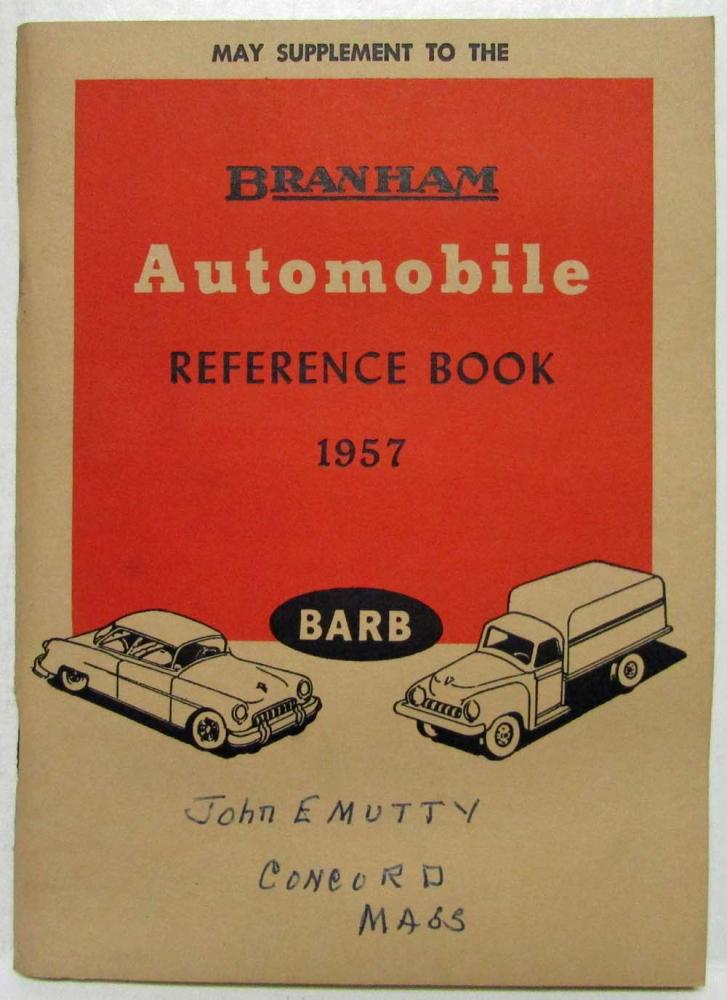 MAY SUPPLEMENT TO THE
BRANHAM
Automobile
REFERENCE BOOK
1957
BARB
John E MUTTY
CONCORD
MASS